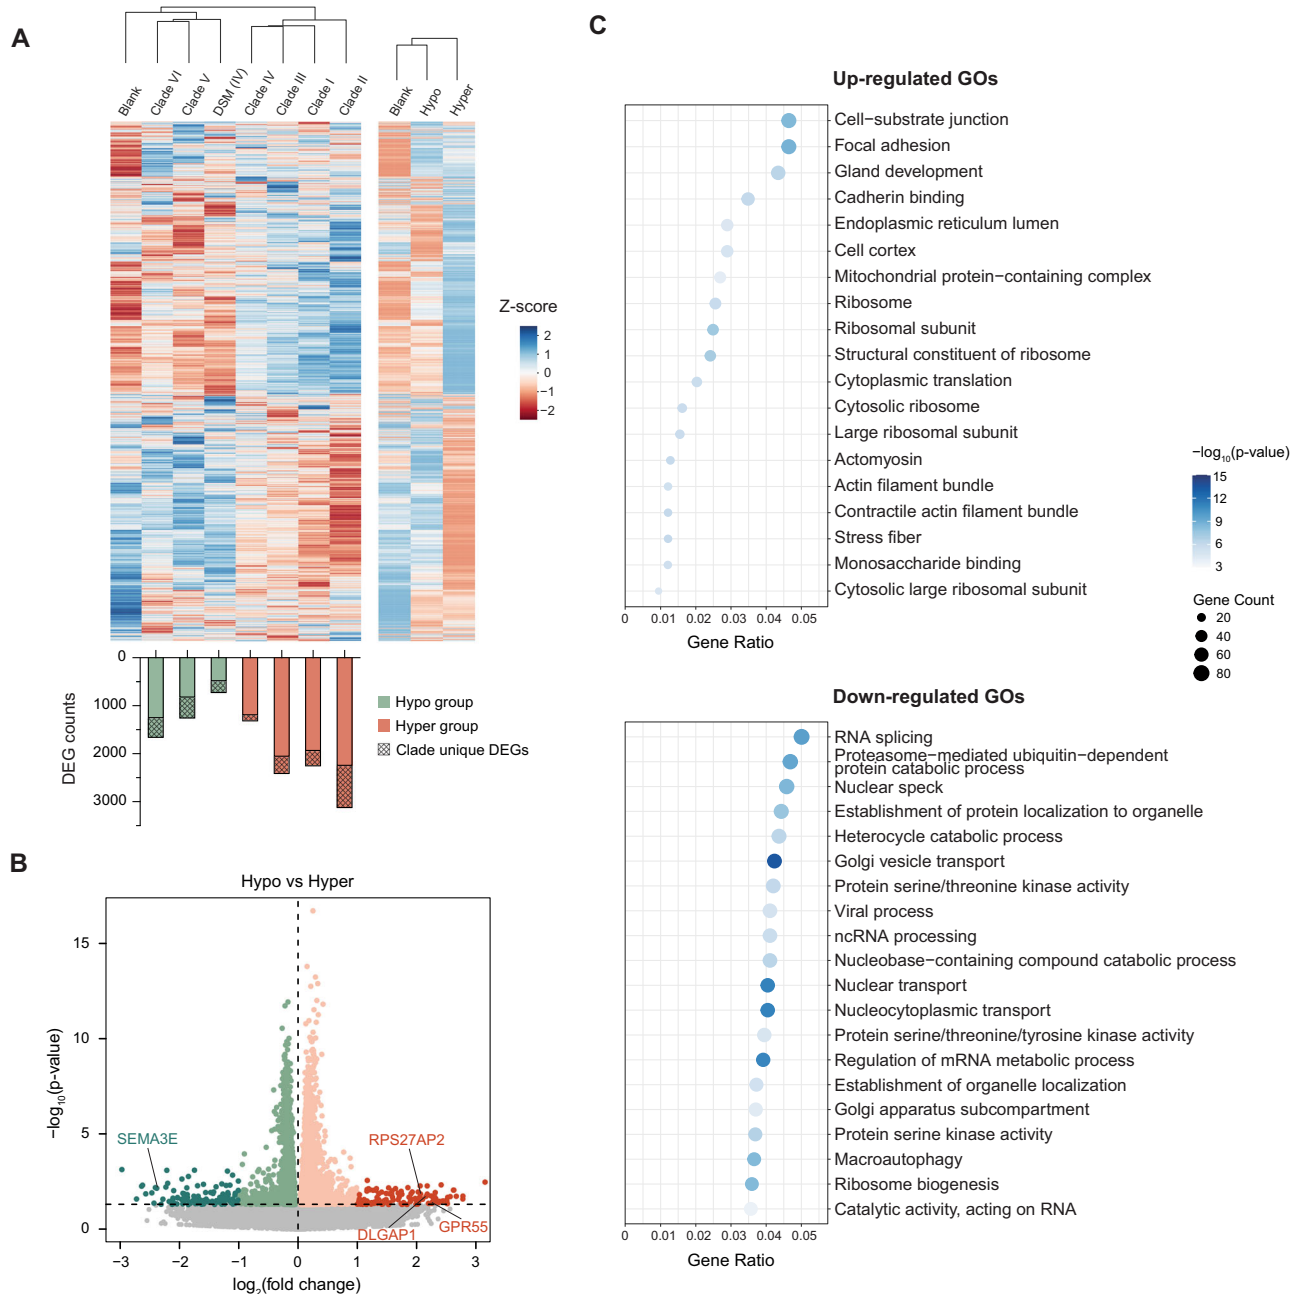 A
Blank
Clade VI
Clade V
DSM (IV)
Clade IV
Clade III
Clade I
Clade II
Blank
Hypo
Hyper
Z-score
2
1
0
−1
−2
0
1000
2000
3000
DEG counts
Hypo group
Hyper group
Clade unique DEGs
B
Hypo vs Hyper
15
10
5
0
−log10(p-value)
SEMA3E
RPS27AP2
DLGAP1
GPR55
−3
−2
−1
0
1
2
3
log2(fold change)
C
Up-regulated GOs
Cell−substrate junction
Focal adhesion
Gland development
Cadherin binding
Endoplasmic reticulum lumen
Cell cortex
Mitochondrial protein−containing complex
Ribosome
Ribosomal subunit
Structural constituent of ribosome
Cytoplasmic translation
Cytosolic ribosome
Large ribosomal subunit
Actomyosin
Actin filament bundle
Contractile actin filament bundle
Stress fiber
Monosaccharide binding
Cytosolic large ribosomal subunit
0
0.01
0.02
0.03
0.04
0.05
Gene Ratio
−log10(p-value)
15
12
9
6
3
Gene Count
20
40
60
80
Down-regulated GOs
RNA splicing
Proteasome−mediated ubiquitin−dependent
protein catabolic process
Nuclear speck
Establishment of protein localization to organelle
Heterocycle catabolic process
Golgi vesicle transport
Protein serine/threonine kinase activity
Viral process
ncRNA processing
Nucleobase−containing compound catabolic process
Nuclear transport
Nucleocytoplasmic transport
Protein serine/threonine/tyrosine kinase activity
Regulation of mRNA metabolic process
Establishment of organelle localization
Golgi apparatus subcompartment
Protein serine kinase activity
Macroautophagy
Ribosome biogenesis
Catalytic activity, acting on RNA
0
0.01
0.02
0.03
0.04
0.05
Gene Ratio